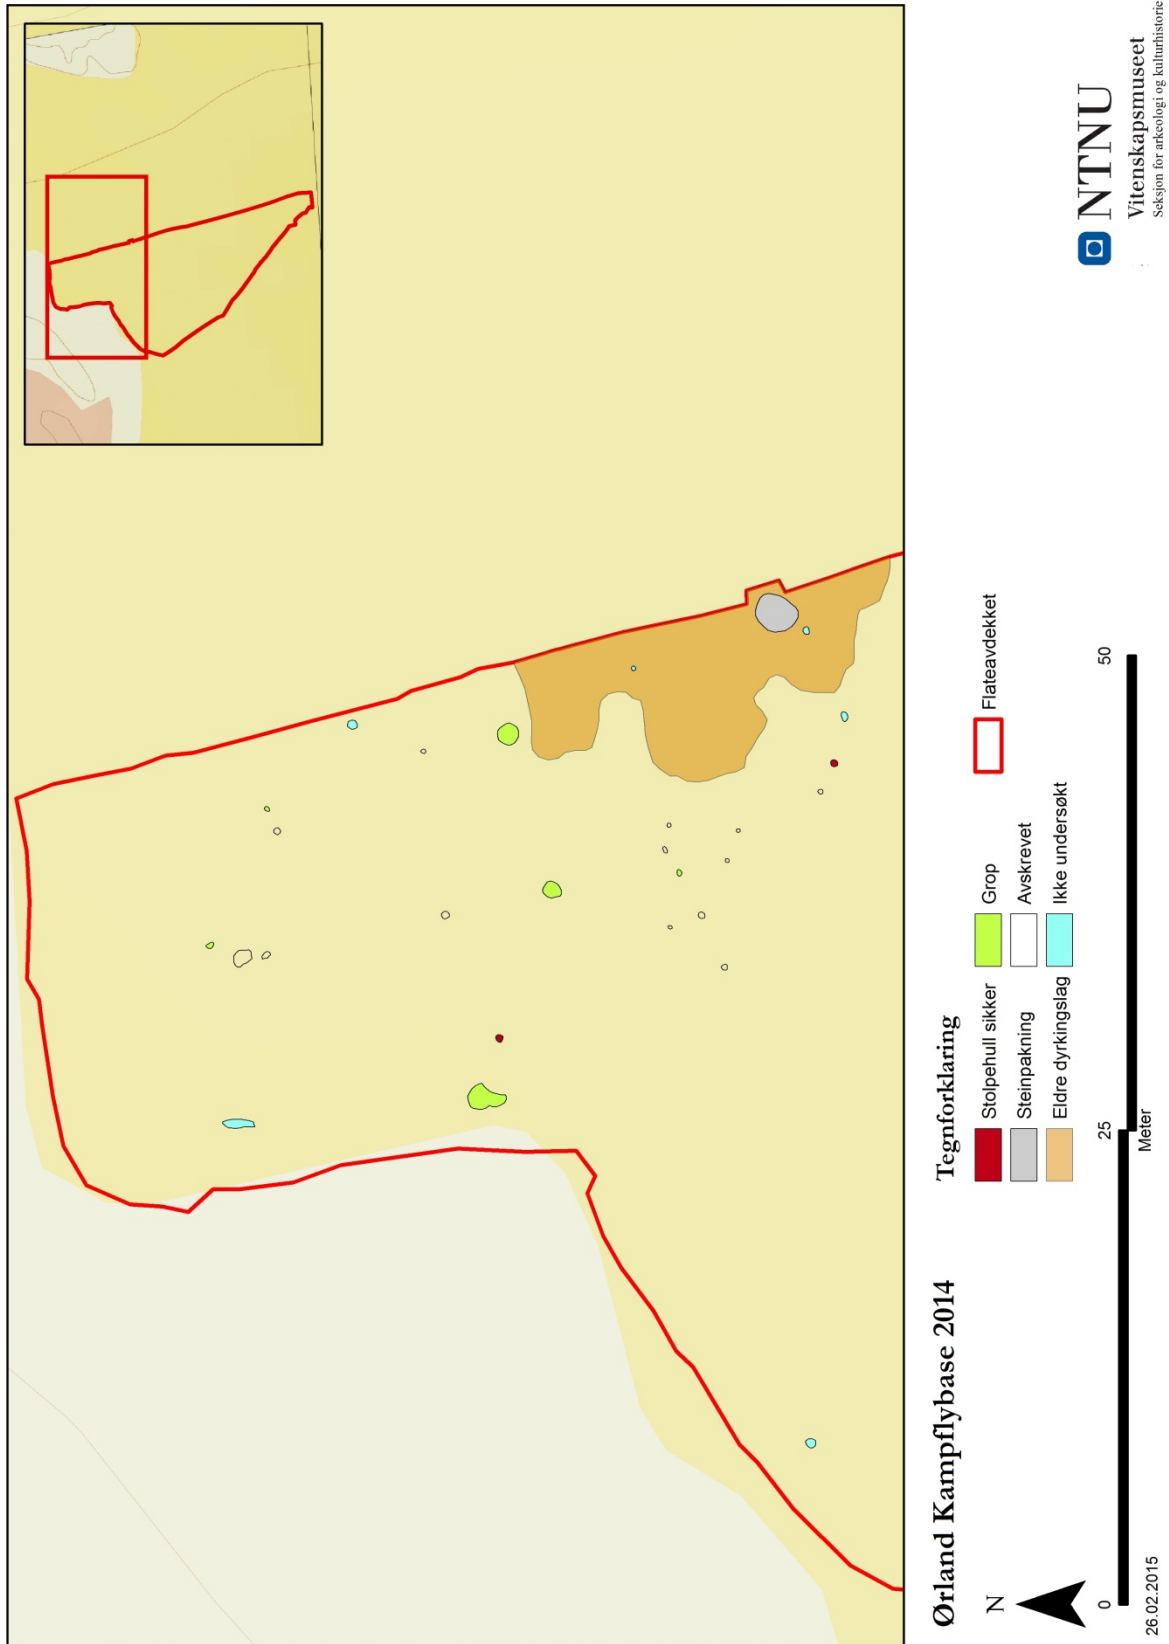 Ørland Kampflybase 2014
N
0 25 50
Meter
26.02.2015
Tegnforklaring
Stolpehull sikker
Steinpakning
Eldre dyrkingslag
Grop
Avskrevet
Ikke undersøkt
Flateavdekket
NTNU
Vitenskapsmuseet
Seksjon for arkeologi og kulturhistorie